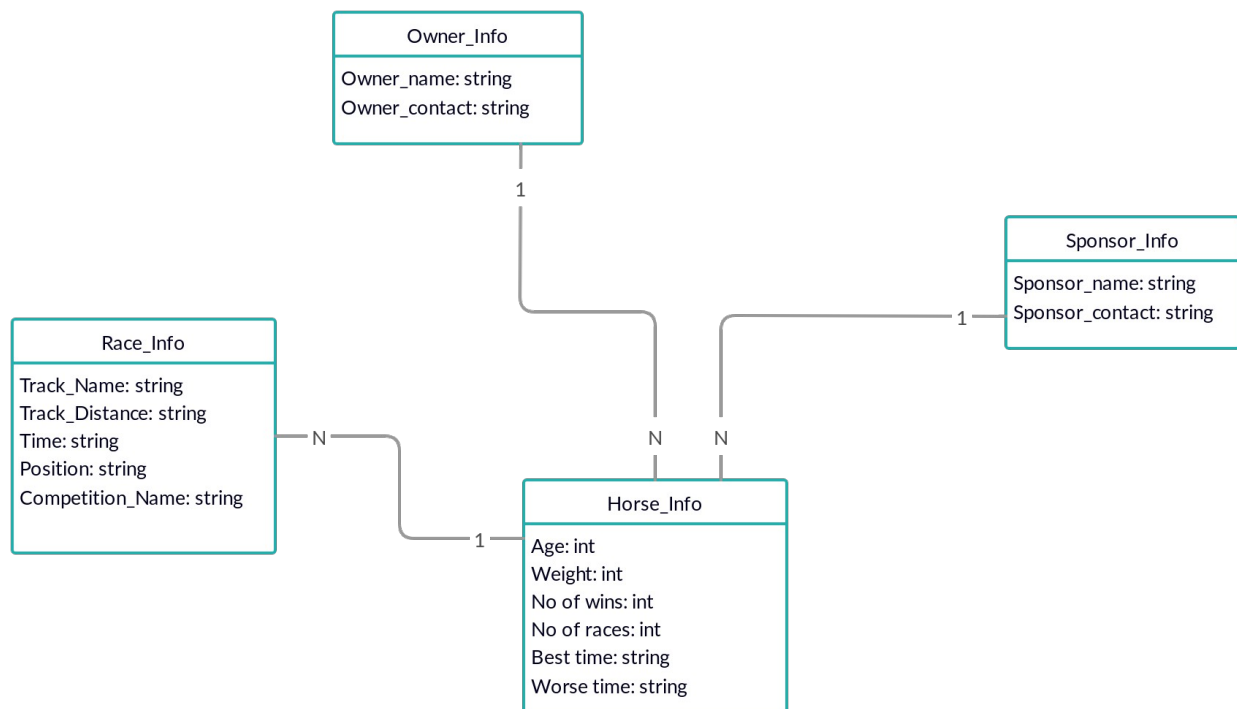 Owner_Info
Owner_name: string
Owner_contact: string
1
Sponsor_Info
Sponsor_name: string
Sponsor_contact: string
1
Race_Info
Track_Name: string
Track_Distance: string
Time: string
Position: string
Competition_Name: string
N
N
N
1
Horse_Info
Age: int
Weight: int
No of wins: int
No of races: int
Best time: string
Worse time: string